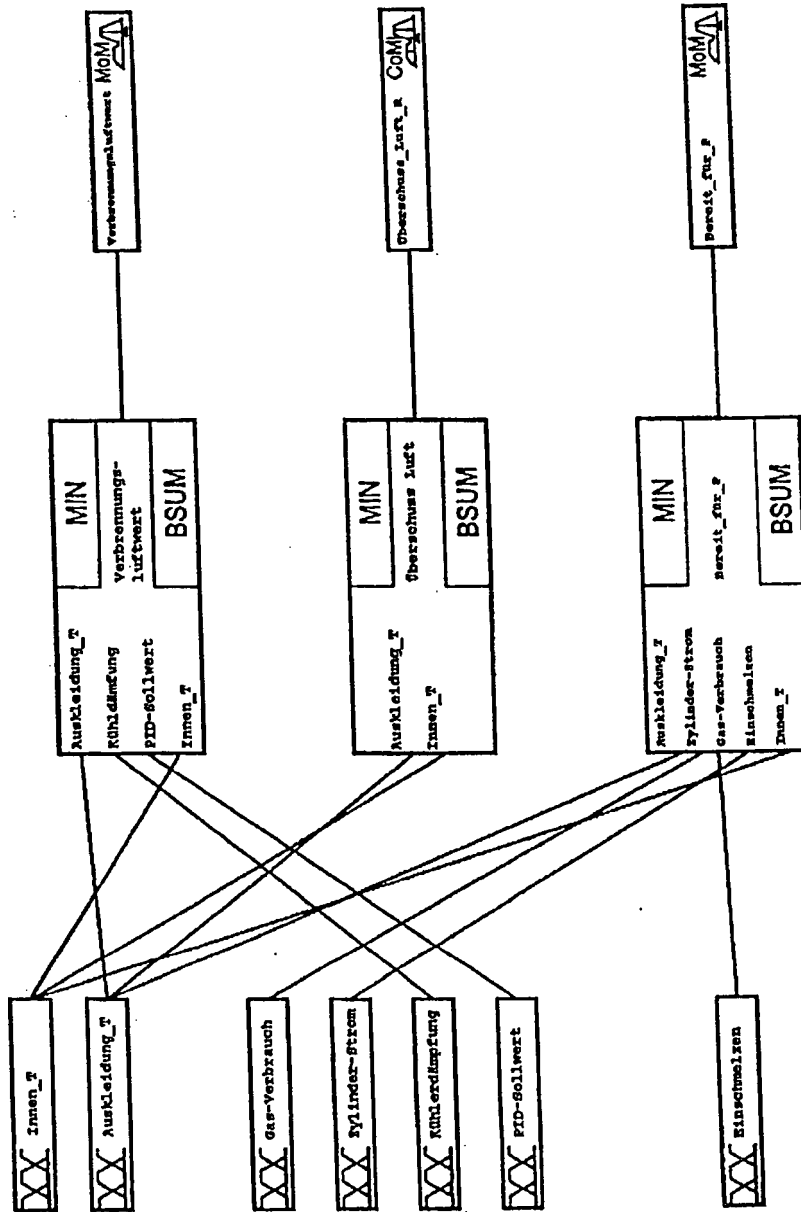 Innen_T
Auskleidung_T
Gas-Verbrauch
Zylinder-Strom
Kühlerdämpfung
PID-Sollwert
Einschmelzen
Auskleidung_T
Kühldämpfung
PID-Sollwert
Innen_T
MIN
Verbrennungs-
luftwert
BSUM
Auskleidung_T
Innen_T
MIN
Überschuss Luft
BSUM
Auskleidung_T
Zylinder-Strom
Gas-Verbrauch
Einschmelzen
Innen_T
MIN
Bereit_für_P
BSUM
Verbrennungsluftwert MoM
Überschuss_Luft_R CoM
Bereit_für_P MoM